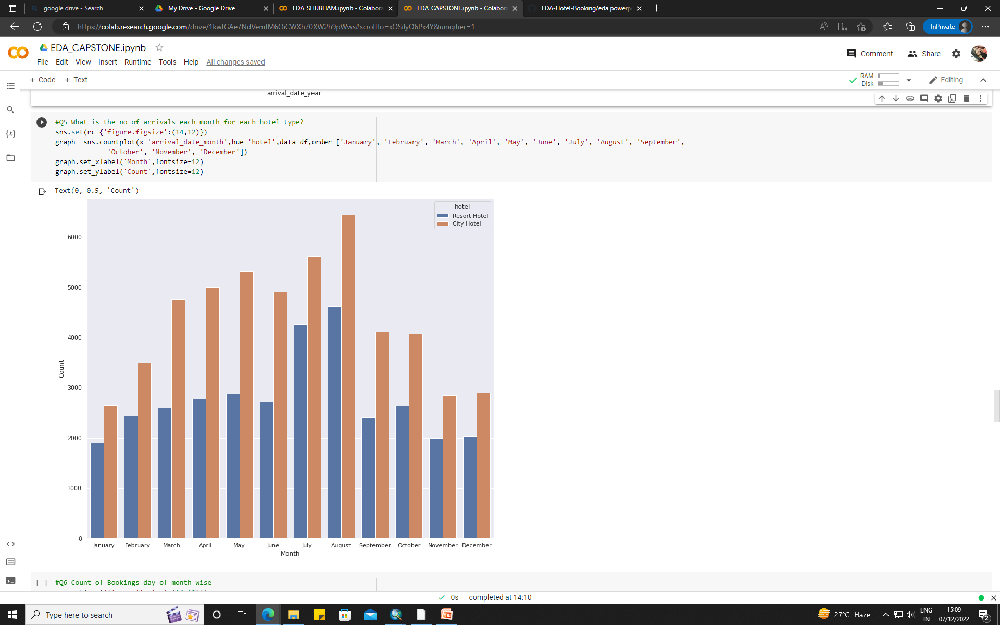 google drive - Search
My Drive - Google Drive
EDA_SHUBHAM.ipynb - Colabora
EDA_CAPSTONE.ipynb - Colabora
EDA-Hotel-Booking/eda powerp
https://colab.research.google.com/drive/1kwtGAe7NdVemfM6OiCWXh70XW2h9pWws#scrollTo=xOSilyO6Px4Y&uniqifier=1
InPrivate
EDA_CAPSTONE.ipynb
File Edit View Insert Runtime Tools Help All changes saved
Comment Share
+ Code + Text
RAM
Disk
Editing
arrival_date_year
#Q5 What is the no of arrivals each month for each hotel type?
sns.set(rc={'figure.figsize':(14,12)})
graph= sns.countplot(x='arrival_date_month',hue='hotel',data=df,order=['January', 'February', 'March', 'April', 'May', 'June', 'July', 'August', 'September',
'October', 'November', 'December'])
graph.set_xlabel('Month',fontsize=12)
graph.set_ylabel('Count',fontsize=12)
Text(0, 0.5, 'Count')
hotel
Resort Hotel
City Hotel
6000
5000
4000
3000
2000
1000
0
Count
January February March April May June July August September October November December
Month
[ ] #Q6 Count of Bookings day of month wise
0s completed at 14:10
Type here to search
27°C Haze
ENG
IN
15:09
07/12/2022
2